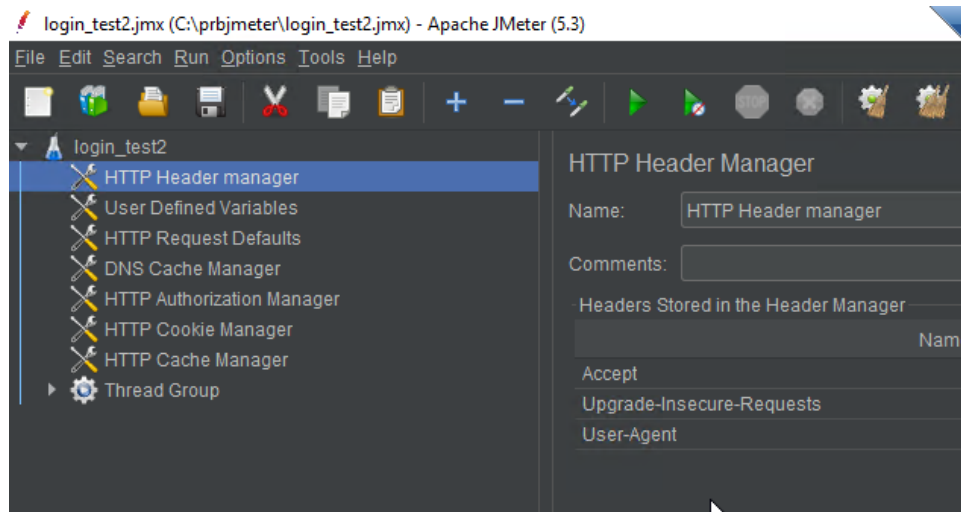 login_test2.jmx (C:\prbjmeter\login_test2.jmx) - Apache JMeter (5.3)
File Edit Search Run Options Tools Help
STOP
login_test2
HTTP Header manager
User Defined Variables
HTTP Request Defaults
DNS Cache Manager
HTTP Authorization Manager
HTTP Cookie Manager
HTTP Cache Manager
Thread Group
HTTP Header Manager
Name: HTTP Header manager
Comments:
Headers Stored in the Header Manager
Nam
Accept
Upgrade-Insecure-Requests
User-Agent